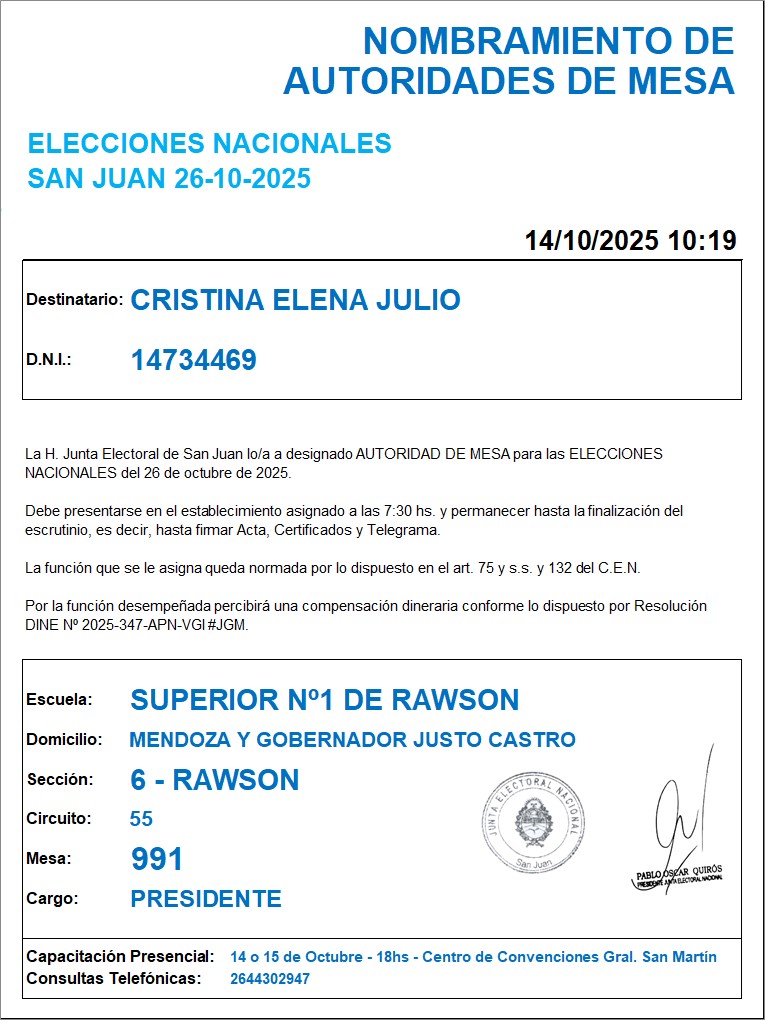 NOMBRAMIENTO DE
AUTORIDADES DE MESA
ELECCIONES NACIONALES
SAN JUAN 26-10-2025
14/10/2025 10:19
Destinatario: CRISTINA ELENA JULIO
D.N.I.: 14734469
La H. Junta Electoral de San Juan lo/a a designado AUTORIDAD DE MESA para las ELECCIONES
NACIONALES del 26 de octubre de 2025.
Debe presentarse en el establecimiento asignado a las 7:30 hs. y permanecer hasta la finalización del
escrutinio, es decir, hasta firmar Acta, Certificados y Telegrama.
La función que se le asigna queda normada por lo dispuesto en el art. 75 y s.s. y 132 del C.E.N.
Por la función desempeñada percibirá una compensación dineraria conforme lo dispuesto por Resolución
DINE Nº 2025-347-APN-VGI#JGM.
Escuela: SUPERIOR Nº1 DE RAWSON
Domicilio: MENDOZA Y GOBERNADOR JUSTO CASTRO
Sección: 6 - RAWSON
Circuito: 55
Mesa: 991
Cargo: PRESIDENTE
JUNTA ELECTORAL NACIONAL
San Juan
PABLO OSCAR QUIRÓS
PRESIDENTE JUNTA ELECTORAL NACIONAL
Capacitación Presencial: 14 o 15 de Octubre - 18hs - Centro de Convenciones Gral. San Martín
Consultas Telefónicas: 2644302947